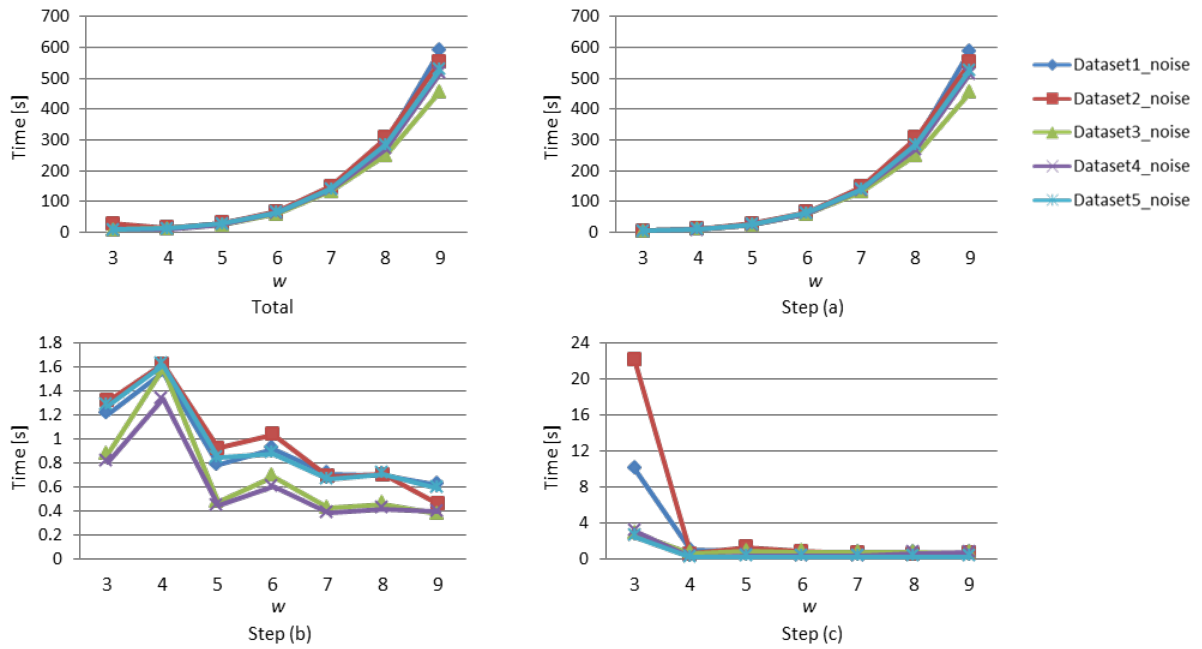 700
600
500
400
300
200
100
0
Time [s]
3 4 5 6 7 8 9
w
Total
700
600
500
400
300
200
100
0
Time [s]
3 4 5 6 7 8 9
w
Step (a)
Dataset1_noise
Dataset2_noise
Dataset3_noise
Dataset4_noise
Dataset5_noise
1.8
1.6
1.4
1.2
1
0.8
0.6
0.4
0.2
0
Time [s]
3 4 5 6 7 8 9
w
Step (b)
24
20
16
12
8
4
0
Time [s]
3 4 5 6 7 8 9
w
Step (c)